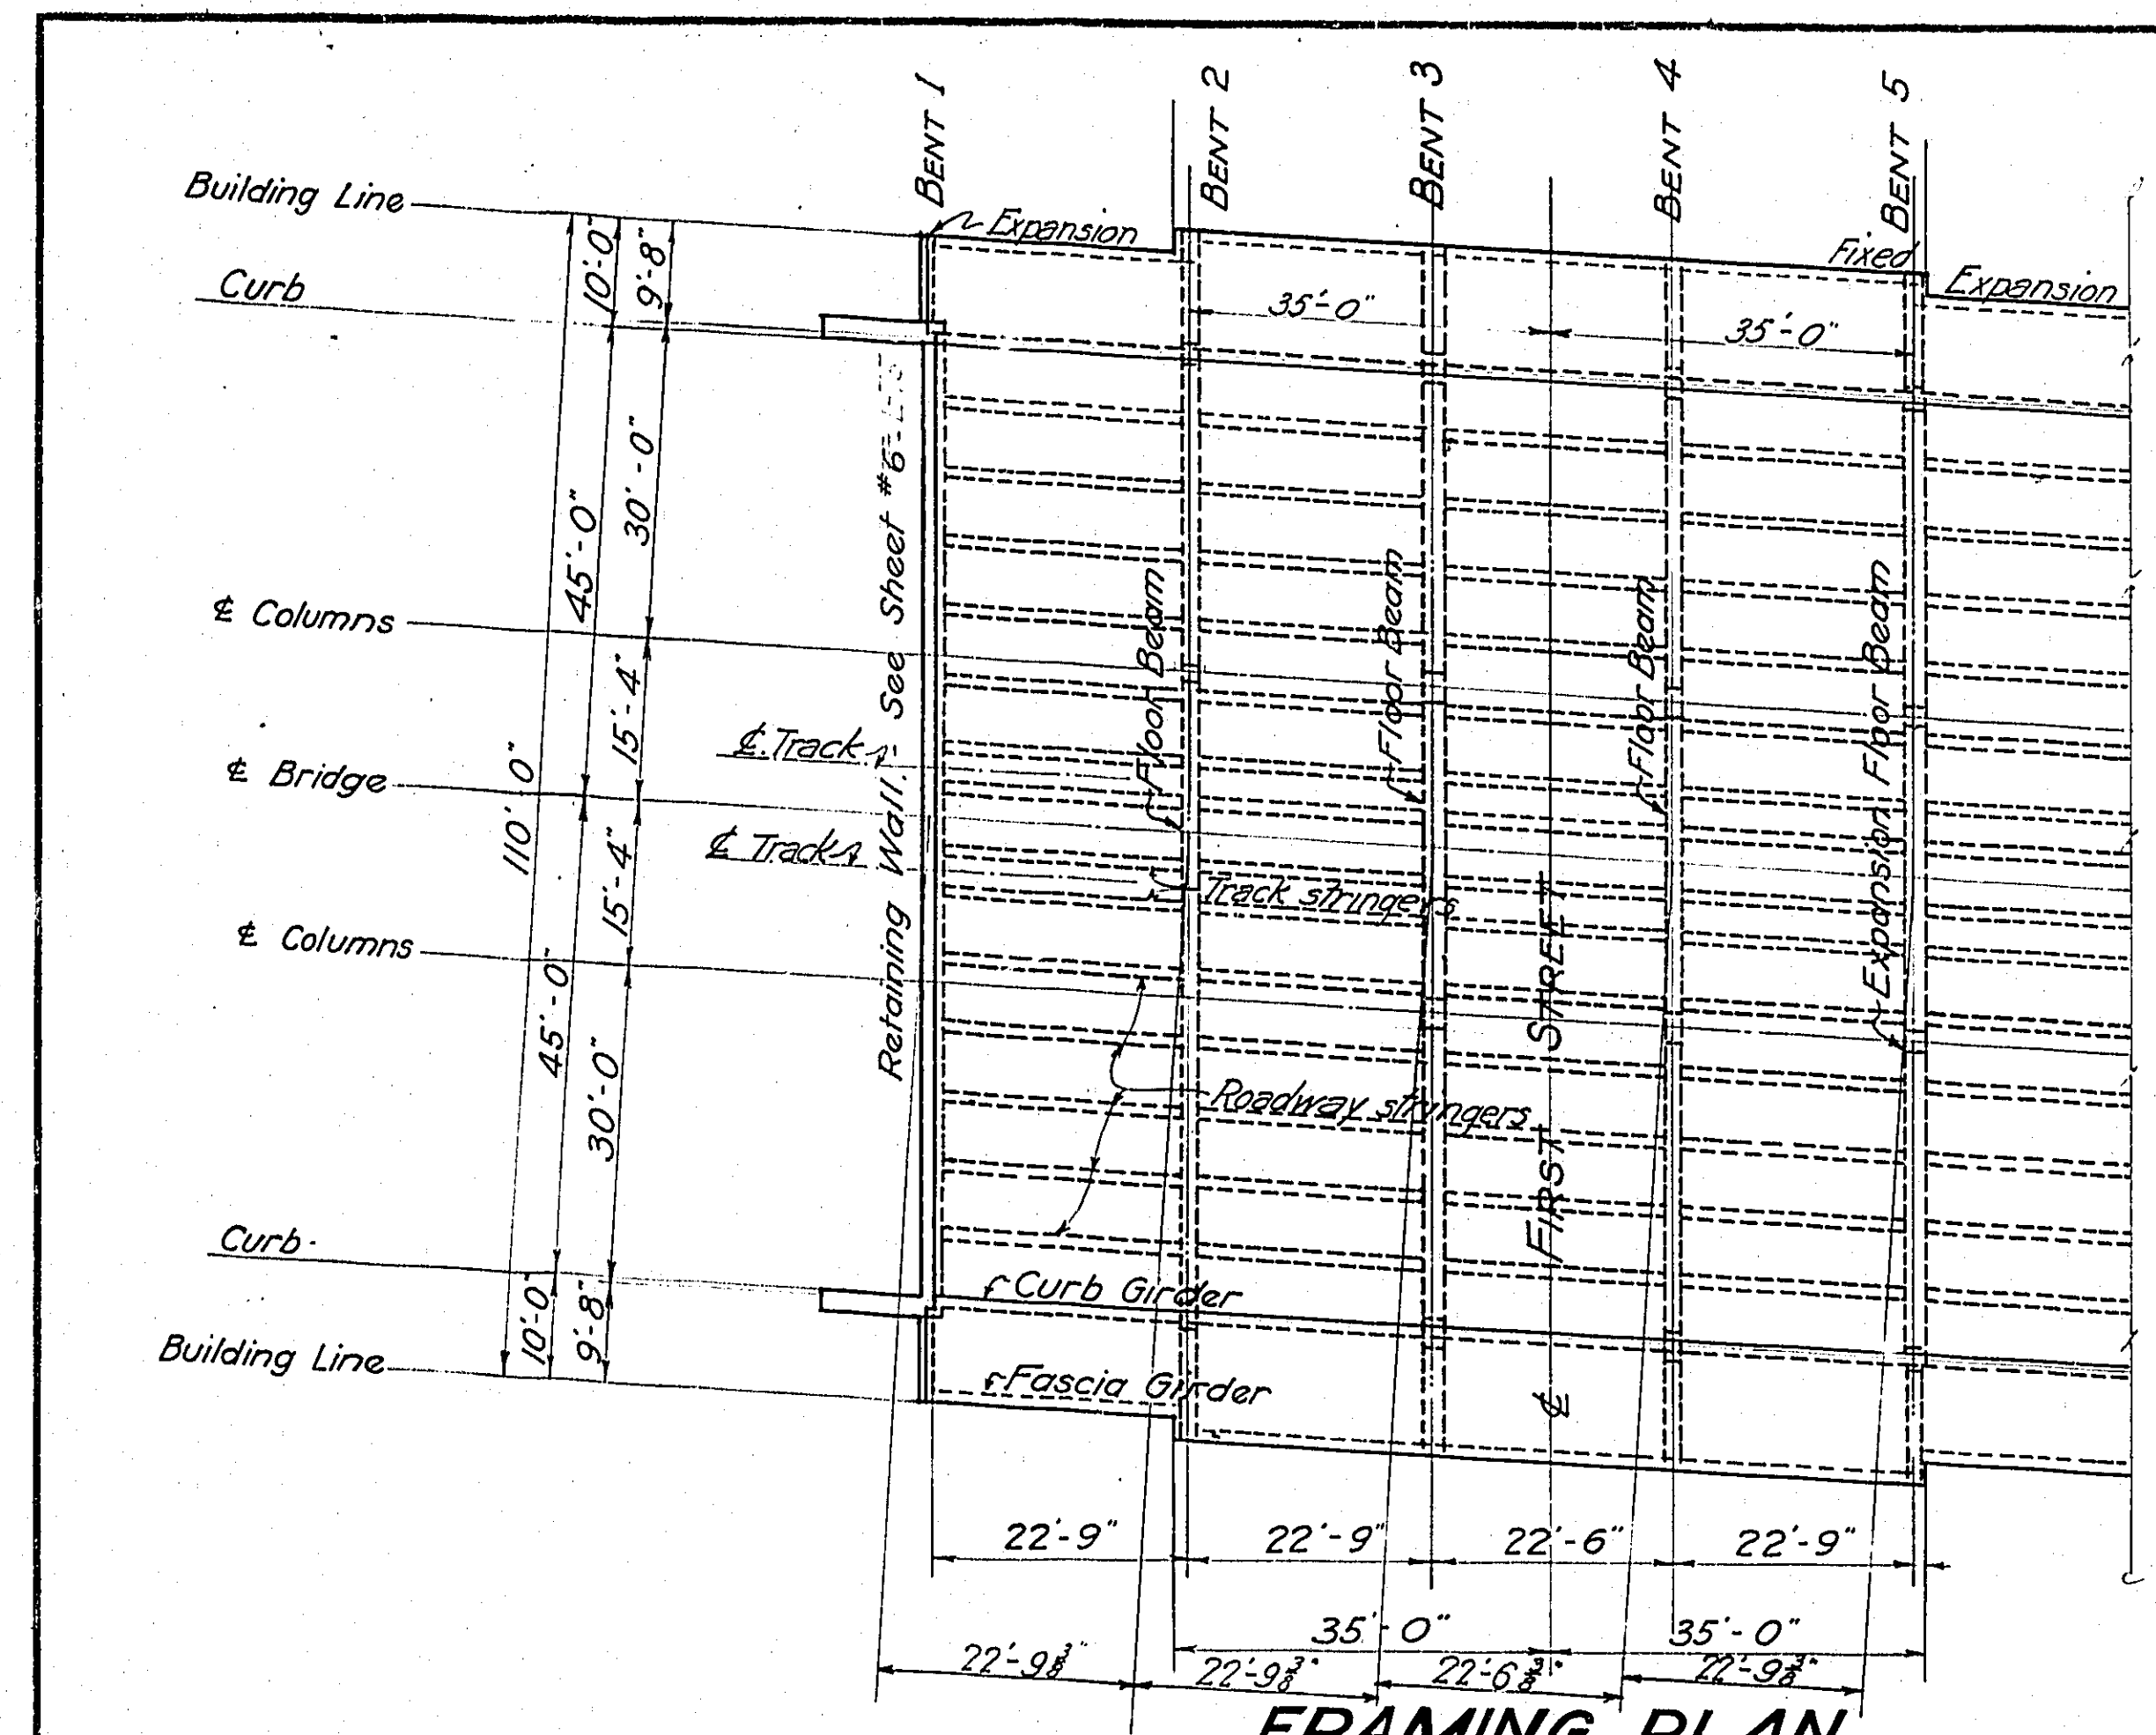 BENT 1
BENT 2
BENT 3
BENT 4
BENT 5
Building Line
Expansion
Fixed
Expansion
10'-0"
9'-8"
Curb
35'-0"
35'-0"
45'-0"
30'-0"
℄ Columns
15'-4"
℄ Track
℄ Bridge
110'-0"
℄ Track
15'-4"
Track stringers
℄ Columns
45'-0"
30'-0"
Retaining Wall. See Sheet
Floor Beam
Floor Beam
Floor Beam
Expansion Floor Beam
Roadway stringers
℄ FIRST STREET
Curb
Curb Girder
10'-0"
9'-8"
Building Line
Fascia Girder
22'-9"
22'-9"
22'-6"
22'-9"
35'-0"
35'-0"
22'-9⅜"
22'-9⅜"
22'-6⅜"
22'-9⅜"
FRAMING PLAN